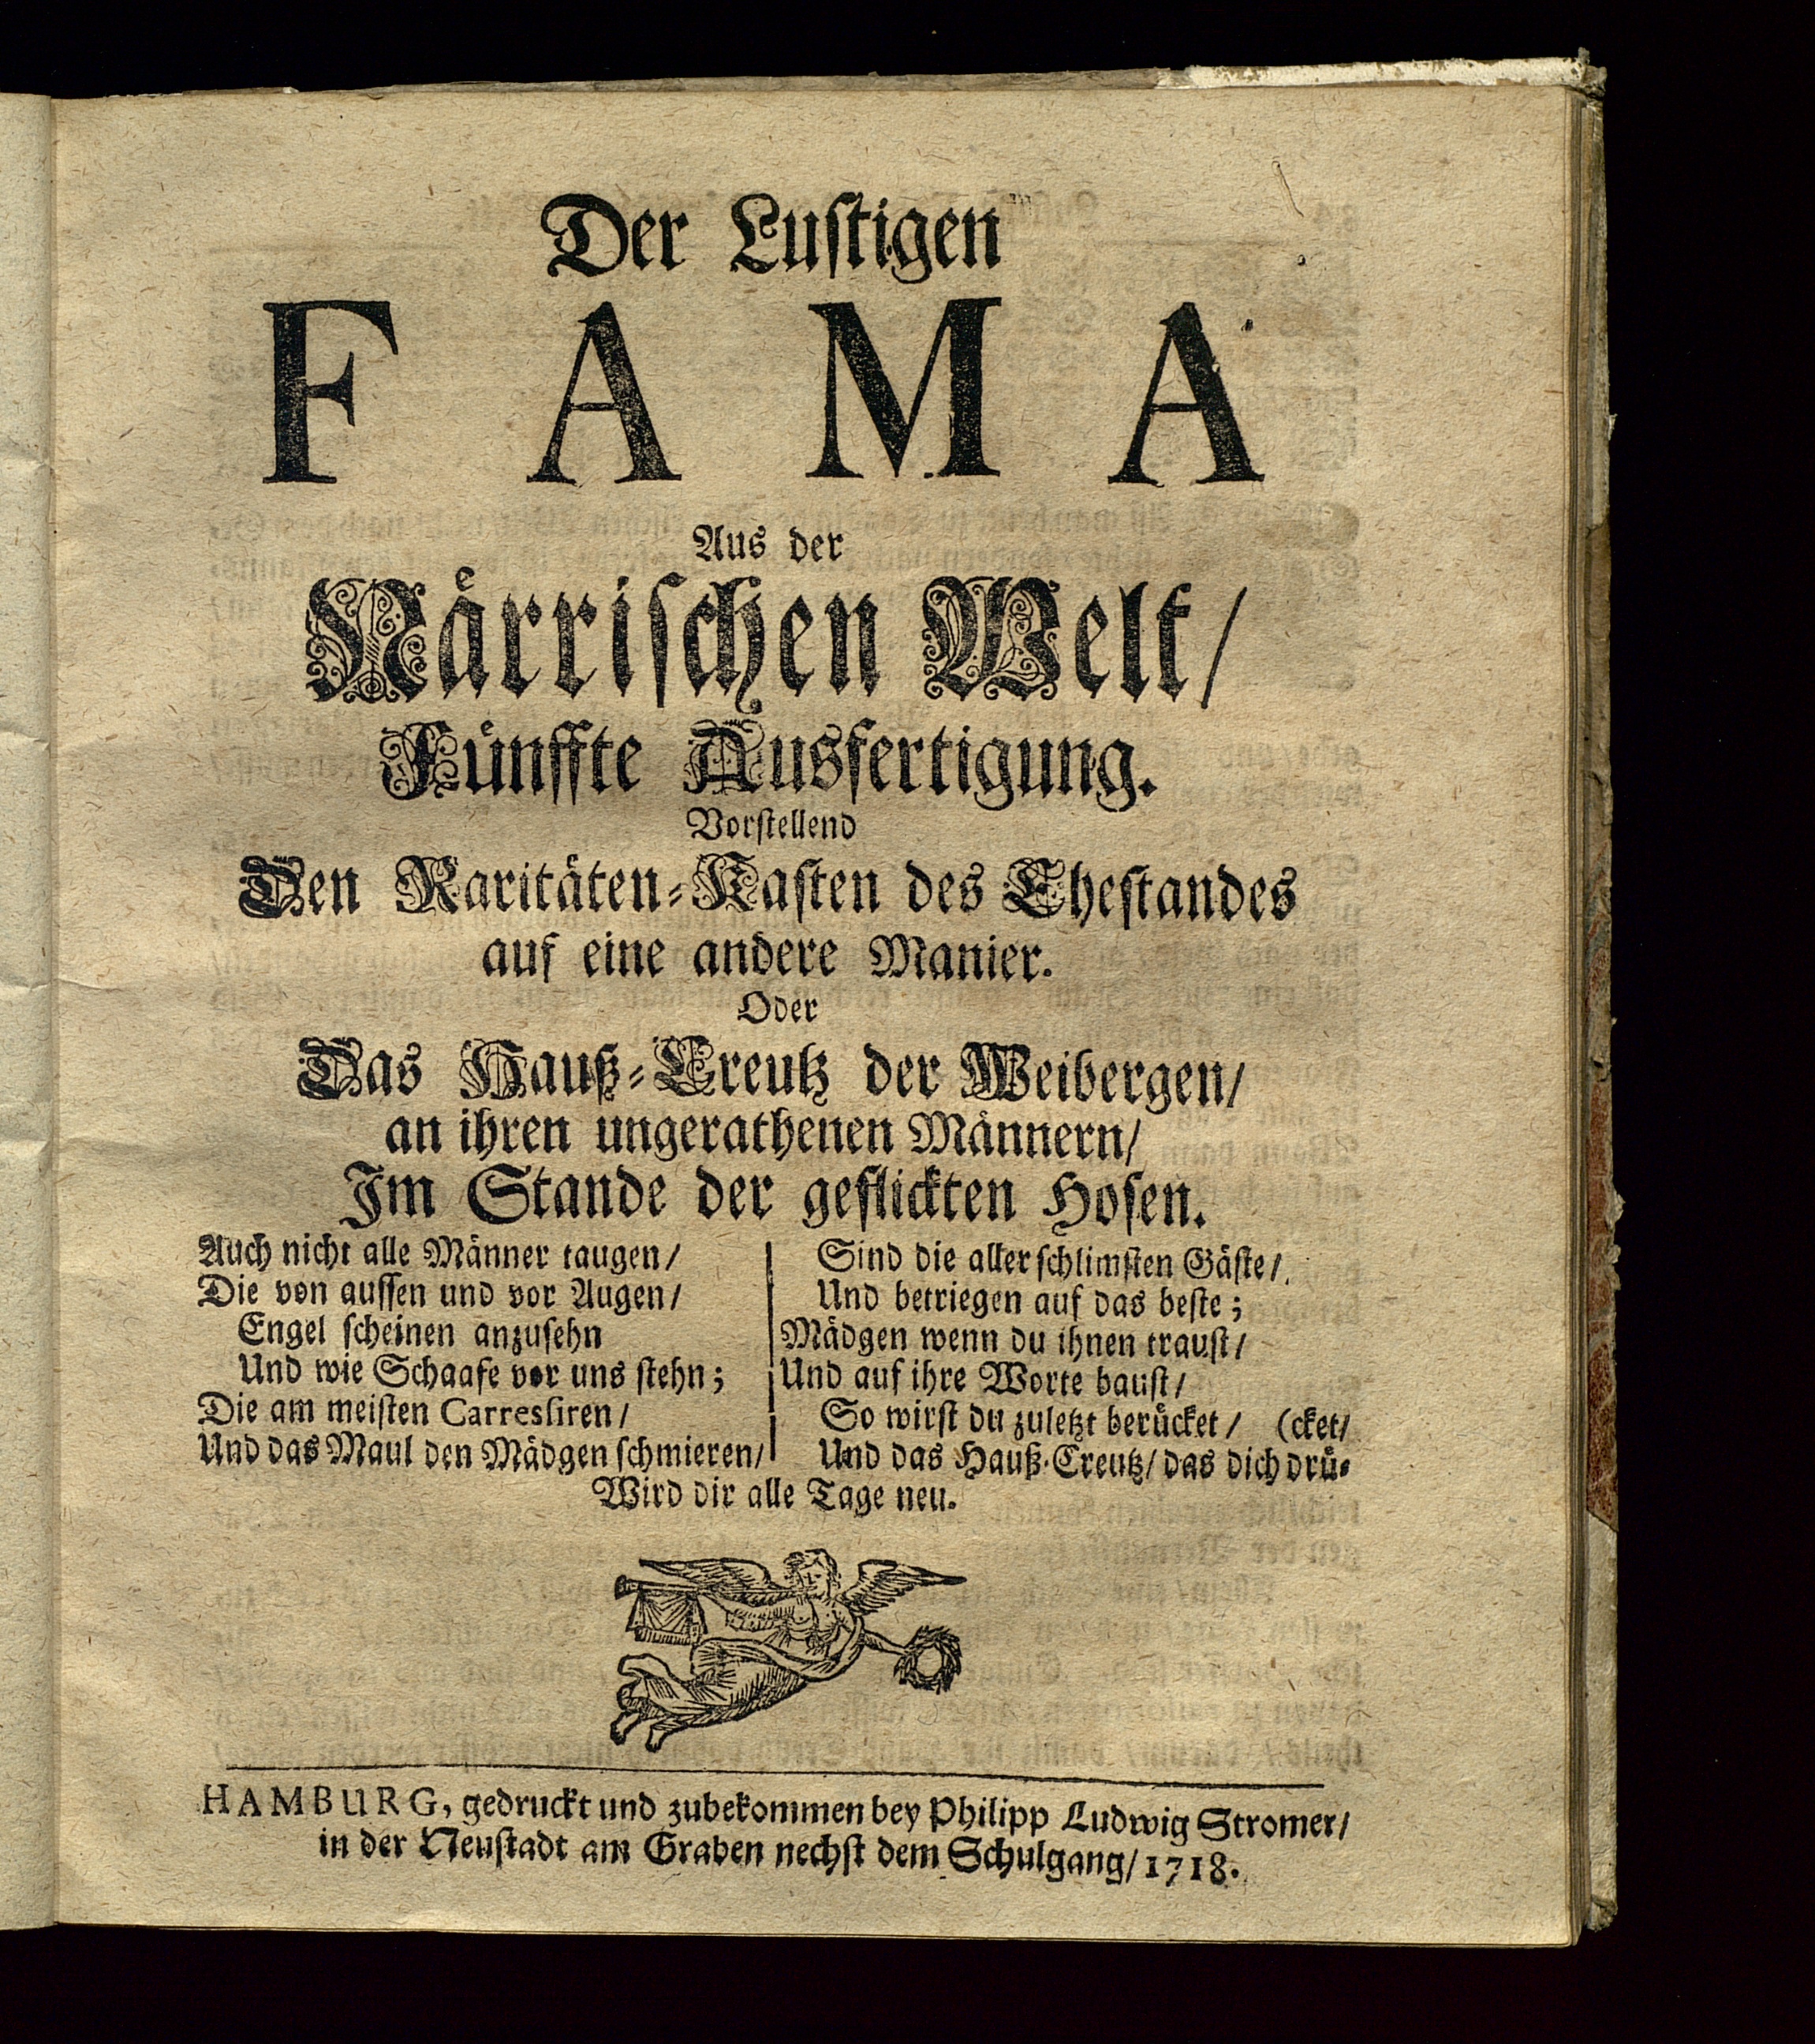 Der Lustigen
FAMA
Aus der
Närrischen Welt/
Fünffte Ausfertigung.
Vorstellend
Den Raritäten-Kasten des Ehestandes
auf eine andere Manier.
Oder
Das Hauß-Creutz der Weibergen/
an ihren ungerathenen Männern/
Im Stande der geflickten Hosen.
Auch nicht alle Männer taugen/
Die von aussen und vor Augen/
Engel scheinen anzusehn
Und wie Schaafe vor uns stehn;
Die am meisten Carresiren/
Und das Maul den Mädgen schmieren/
Sind die allerschlimsten Gäste/
Und betriegen auf das beste;
Mädgen wenn du ihnen traust/
Und auf ihre Worte baust/
So wirst du zuletzt berücket/ (cket/
Und das Hauß-Creutz/ das dich drü-
Wird dir alle Tage neu.
HAMBURG, gedruckt und zubekommen bey Philipp Ludwig Stromer/
in der Neustadt am Graben nechst dem Schulgang/ 1718.